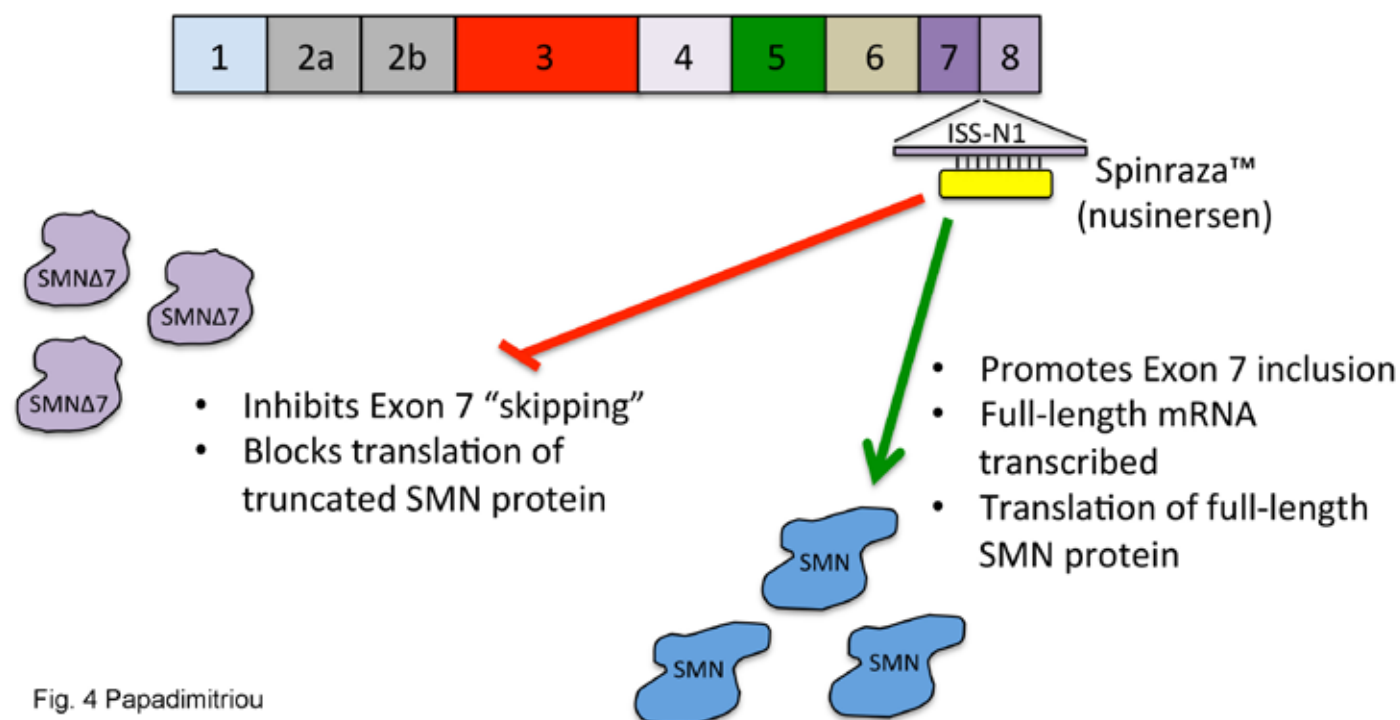 1 2a 2b 3 4 5 6 7 8
ISS-N1
Spinraza™
(nusinersen)
SMNΔ7
SMNΔ7
SMNΔ7
• Inhibits Exon 7 “skipping”
• Blocks translation of
truncated SMN protein
• Promotes Exon 7 inclusion
• Full-length mRNA
transcribed
• Translation of full-length
SMN protein
SMN
SMN
SMN
Fig. 4 Papadimitriou